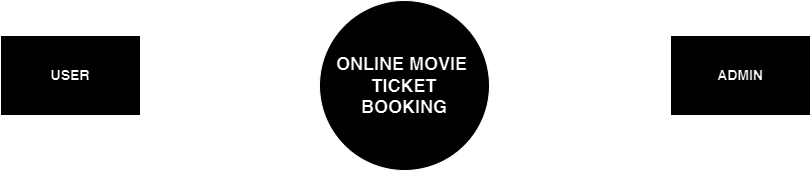 USER
ONLINE MOVIE
TICKET
BOOKING
ADMIN